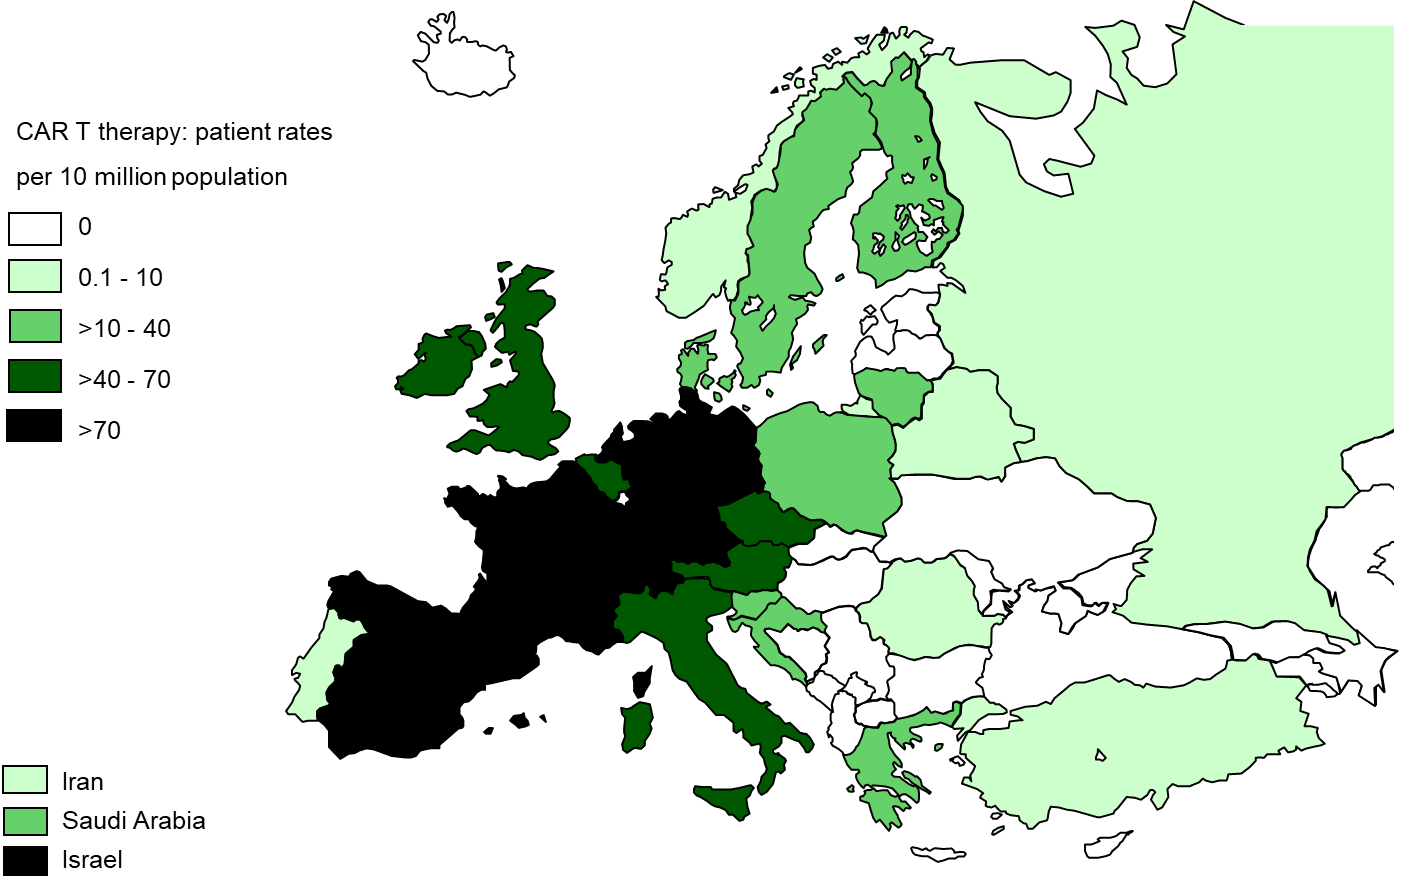 CAR T therapy: patient rates
per 10 million population
0
0.1 - 10
>10 - 40
>40 - 70
>70
Iran
Saudi Arabia
Israel